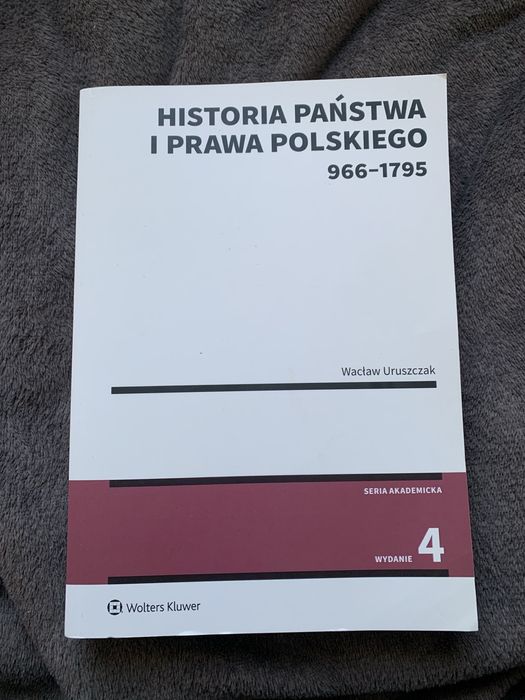 HISTORIA PAŃSTWA
I PRAWA POLSKIEGO
966–1795
Wacław Uruszczak
SERIA AKADEMICKA
WYDANIE 4
Wolters Kluwer